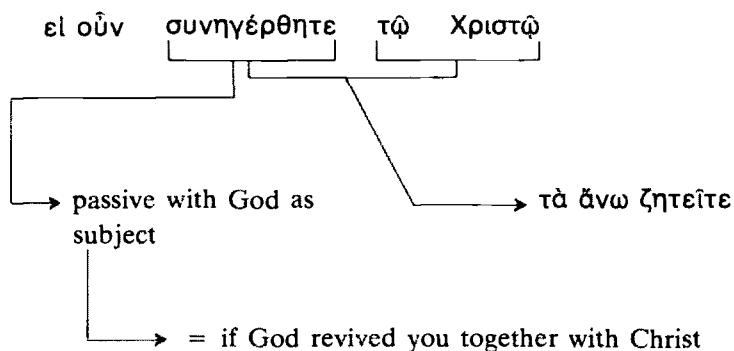 εἰ οὖν συνηγέρθητε τῷ Χριστῷ
passive with God as
subject
τὰ ἄνω ζητεῖτε
= if God revived you together with Christ